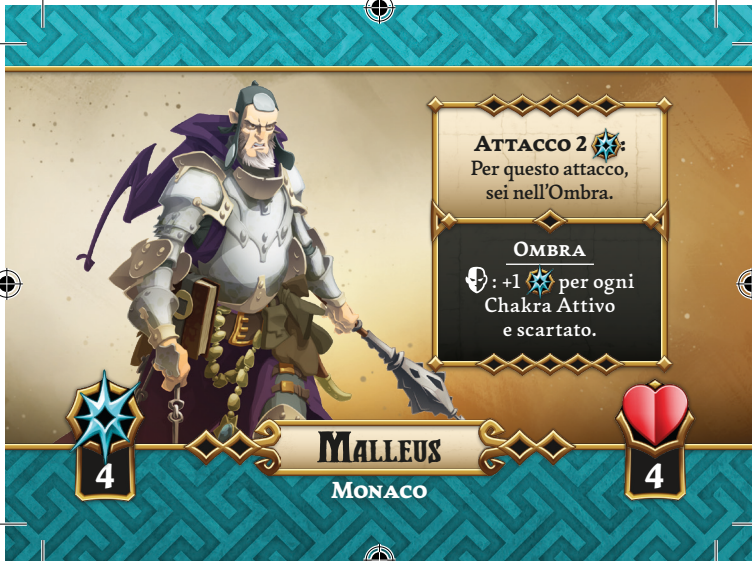 Attacco 2 :
Per questo attacco,
sei nell'Ombra.
Ombra
: +1 per ogni
Chakra Attivo
e scartato.
4
Malleus
4
Monaco